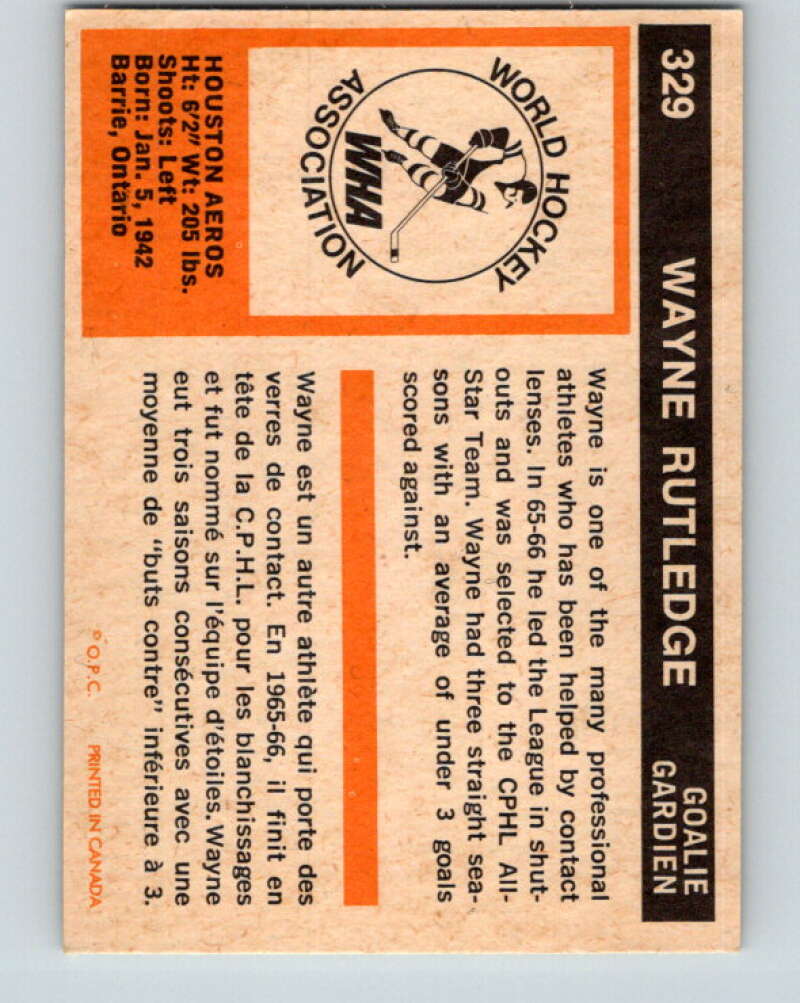 329 WAYNE RUTLEDGE GOALIE
GARDIEN
WORLD HOCKEY
ASSOCIATION
WHA
HOUSTON AEROS
Ht: 6'2" Wt: 205 lbs.
Shoots: Left
Born: Jan. 5, 1942
Barrie, Ontario
Wayne is one of the many professional
athletes who has been helped by contact
lenses. In 65-66 he led the League in shut-
outs and was selected to the CPHL All-
Star Team. Wayne had three straight sea-
sons with an average of under 3 goals
scored against.
Wayne est un autre athlète qui porte des
verres de contact. En 1965-66, il finit en
tête de la C.P.H.L. pour les blanchissages
et fut nommé sur l'équipe d'étoiles. Wayne
eut trois saisons consécutives avec une
moyenne de "buts contre" inférieure à 3.
© O.P.C. PRINTED IN CANADA